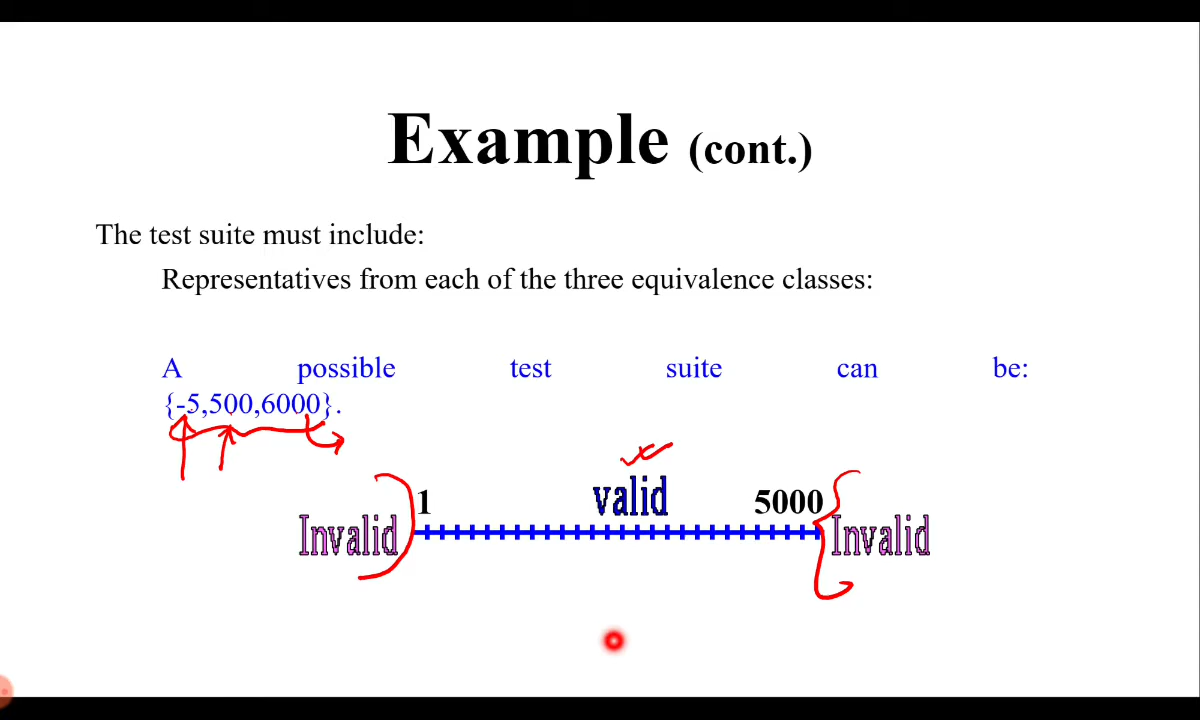 Example (cont.)
The test suite must include:
Representatives from each of the three equivalence classes:
A possible test suite can be:
{-5,500,6000}.
1 valid 5000
Invalid Invalid